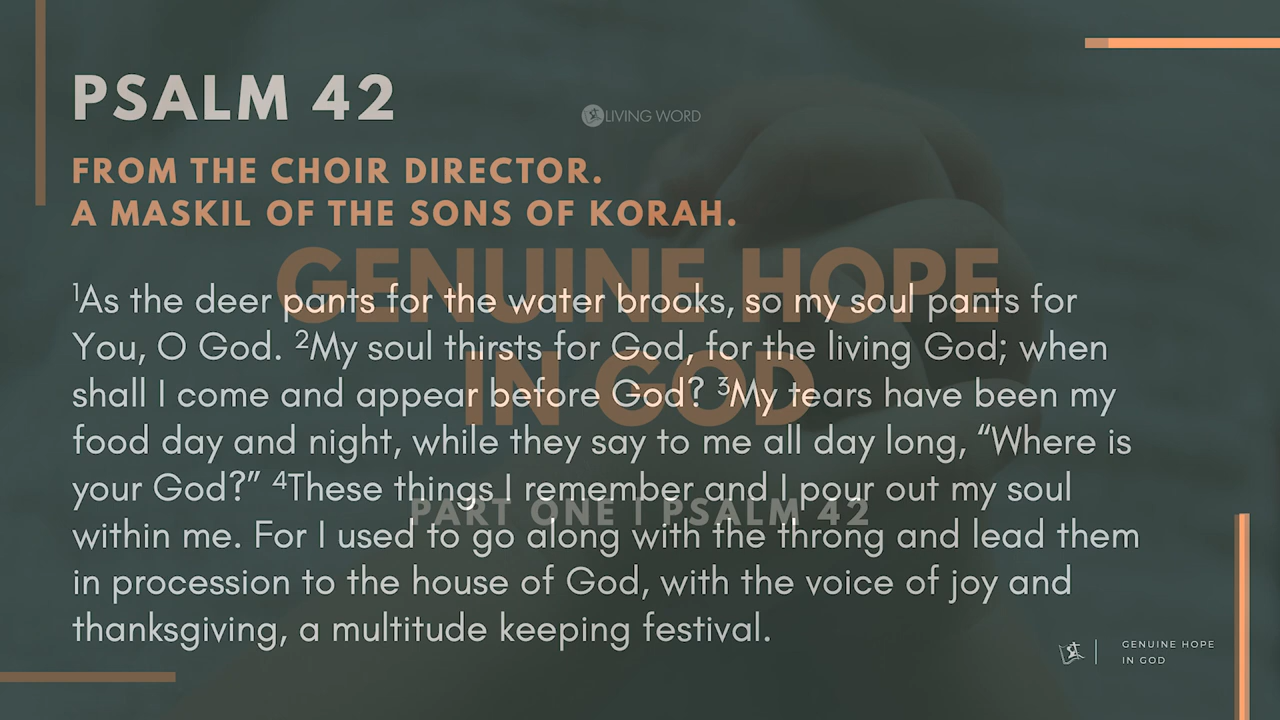 PSALM 42
LIVING WORD
FROM THE CHOIR DIRECTOR.
A MASKIL OF THE SONS OF KORAH.
GENUINE HOPE
IN GOD
PART ONE | PSALM 42
¹As the deer pants for the water brooks, so my soul pants for
You, O God. ²My soul thirsts for God, for the living God; when
shall I come and appear before God? ³My tears have been my
food day and night, while they say to me all day long, “Where is
your God?” ⁴These things I remember and I pour out my soul
within me. For I used to go along with the throng and lead them
in procession to the house of God, with the voice of joy and
thanksgiving, a multitude keeping festival.
GENUINE HOPE
IN GOD